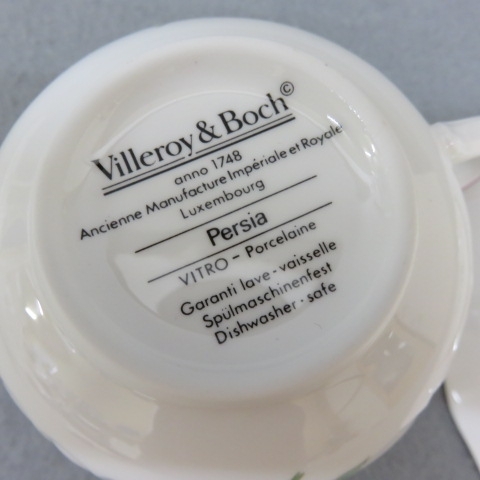 Villeroy & Boch ©
anno 1748
Ancienne Manufacture Impériale et Royale
Luxembourg
Persia
VITRO - Porcelaine
Garanti lave - vaisselle
Spülmaschinenfest
Dishwasher - safe